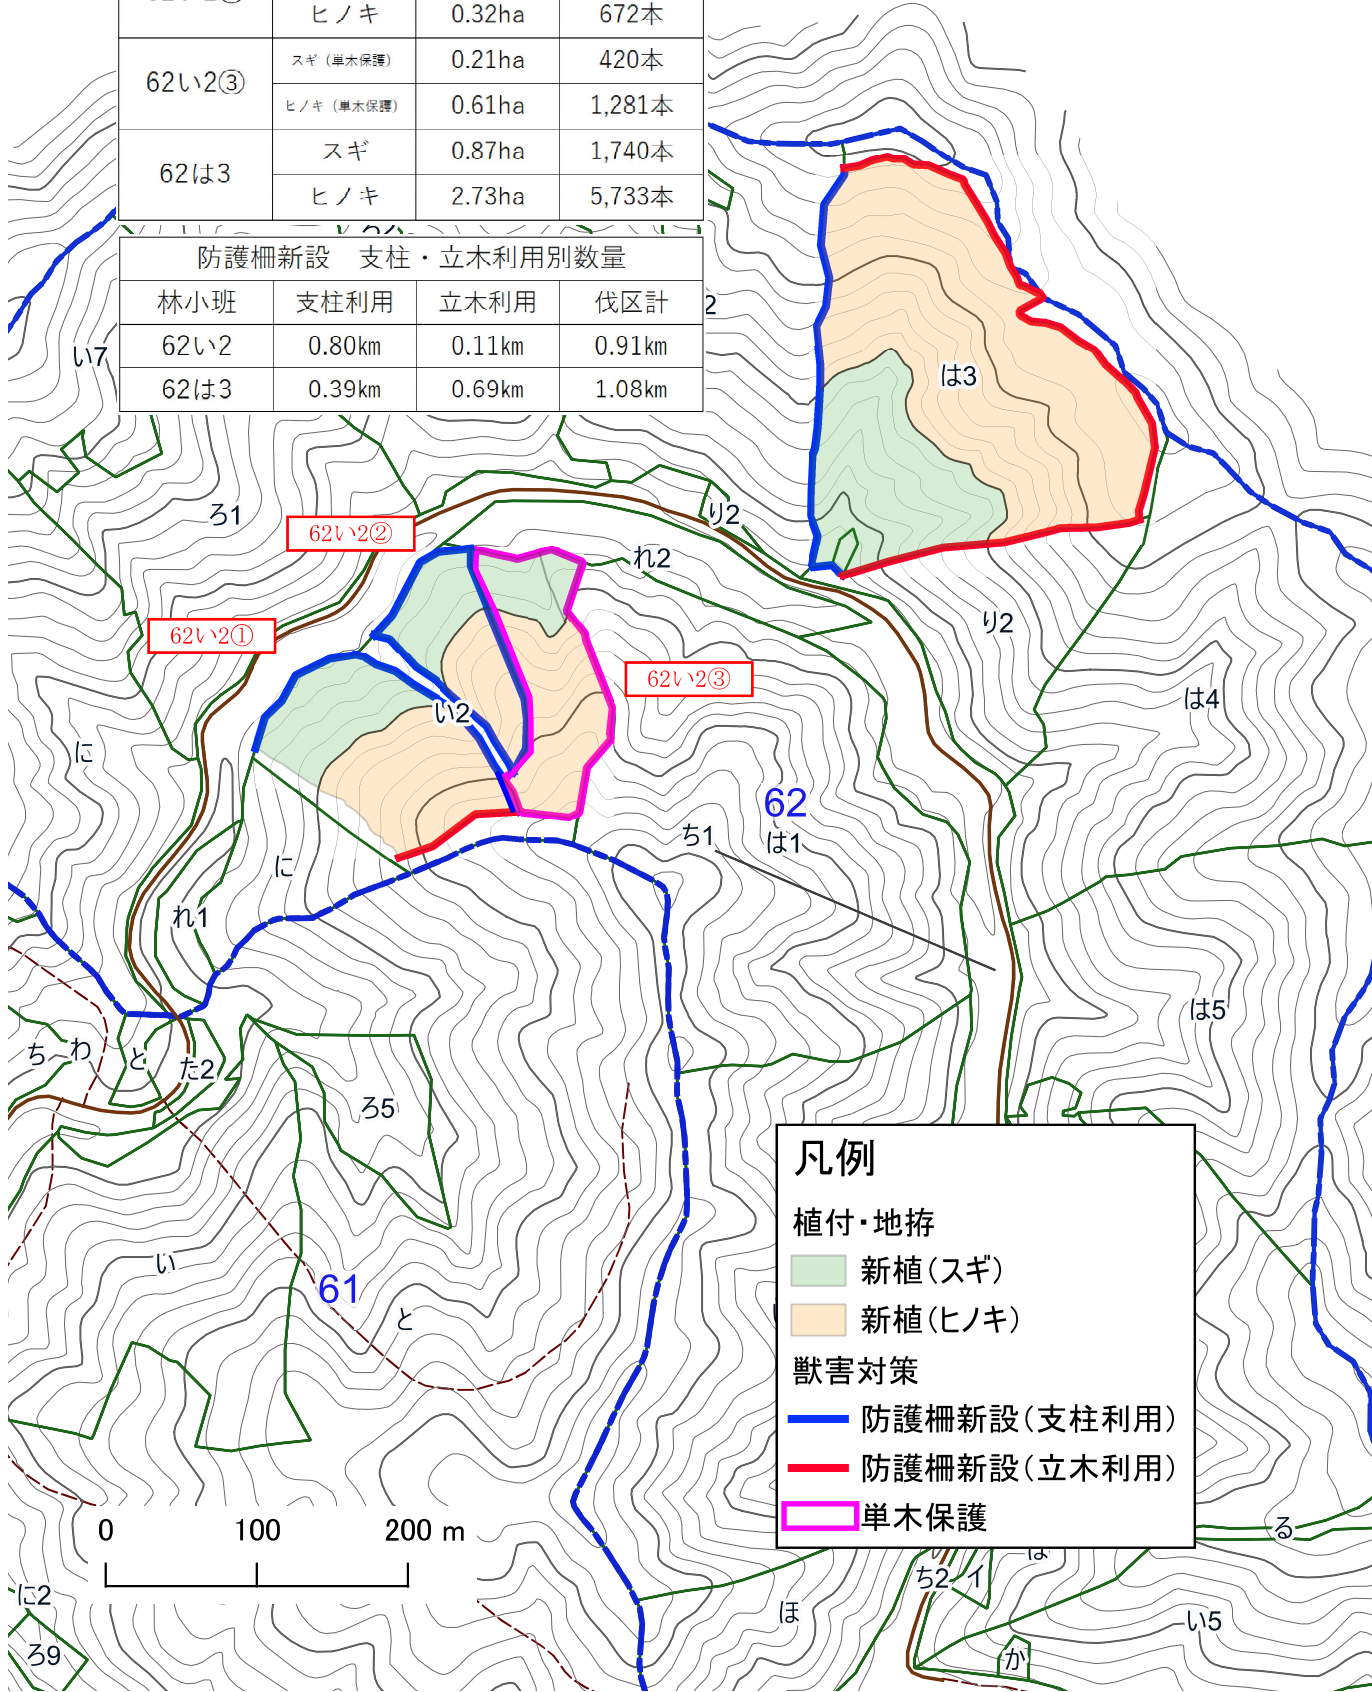 ヒノキ 0.32ha 672本
62い2③ スギ（単木保護） 0.21ha 420本
ヒノキ（単木保護） 0.61ha 1,281本
62は3 スギ 0.87ha 1,740本
ヒノキ 2.73ha 5,733本
防護柵新設　支柱・立木利用別数量
林小班 支柱利用 立木利用 伐区計
62い2 0.80km 0.11km 0.91km
62は3 0.39km 0.69km 1.08km
2
い7
は3
ろ1
62い2②
り2
れ2
62い2①
り2
62い2③
は4
い2
に
62
ち1
は1
に
れ1
は5
ち
わ
と
た2
ろ5
い
61
と
凡例
植付・地拵
新植（スギ）
新植（ヒノキ）
獣害対策
防護柵新設（支柱利用）
防護柵新設（立木利用）
単木保護
0 100 200 m
る
ち2
イ
に2
ほ
い5
ろ9
か